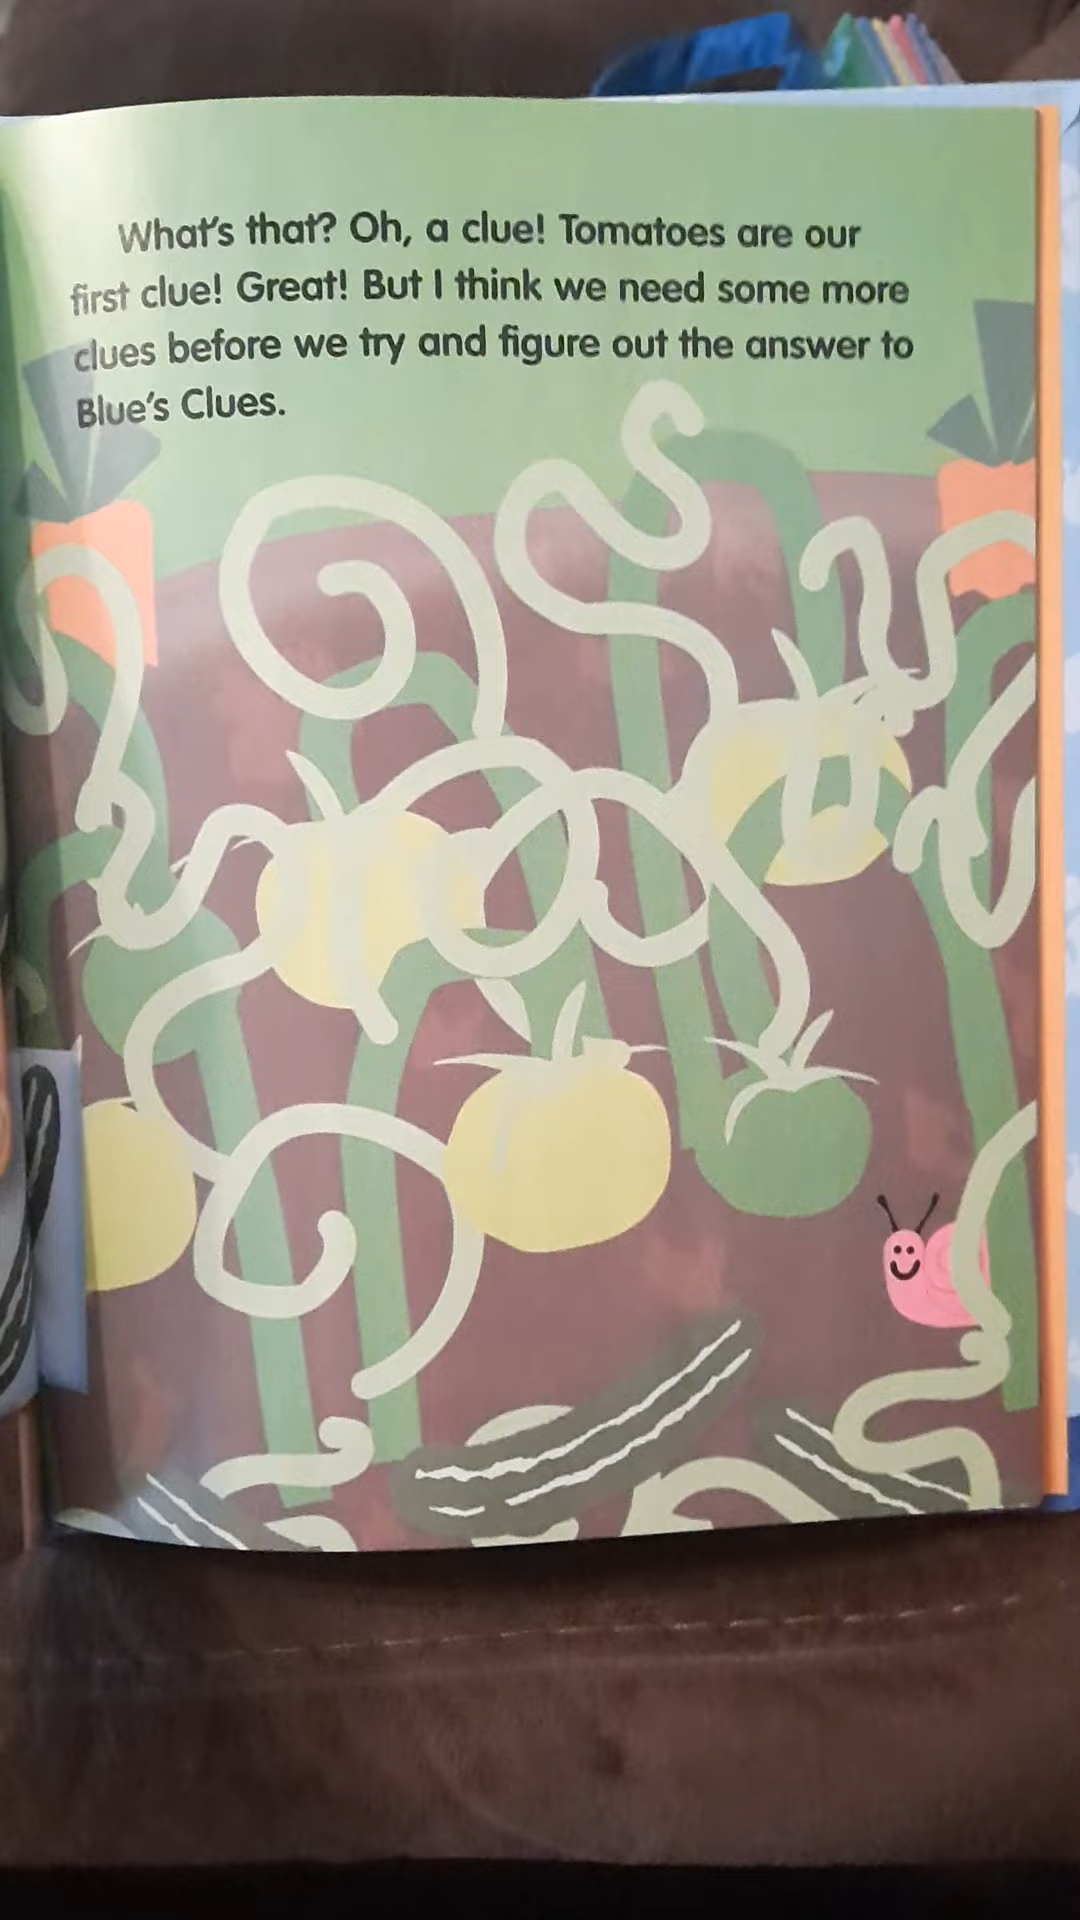 What's that? Oh, a clue! Tomatoes are our
first clue! Great! But I think we need some more
clues before we try and figure out the answer to
Blue's Clues.